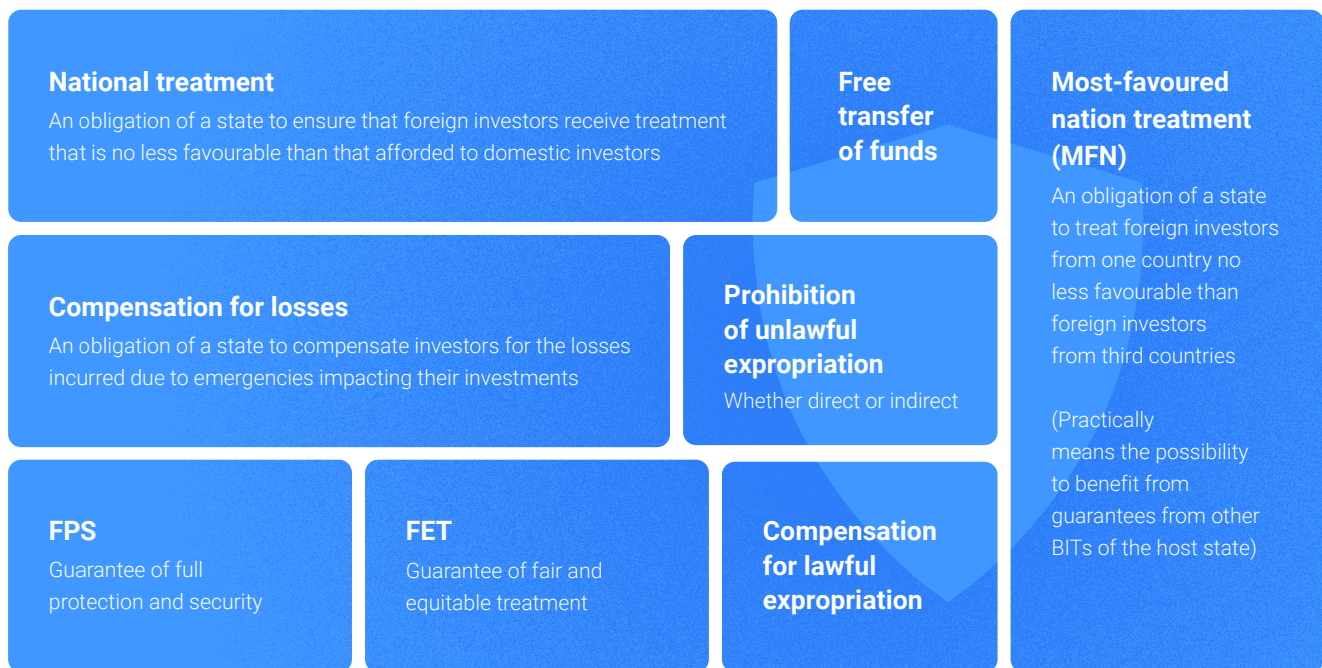 National treatment
An obligation of a state to ensure that foreign investors receive treatment
that is no less favourable than that afforded to domestic investors
Free
transfer
of funds
Most-favoured
nation treatment
(MFN)
An obligation of a state
to treat foreign investors
from one country no
less favourable than
foreign investors
from third countries
(Practically
means the possibility
to benefit from
guarantees from other
BITs of the host state)
Compensation for losses
An obligation of a state to compensate investors for the losses
incurred due to emergencies impacting their investments
Prohibition
of unlawful
expropriation
Whether direct or indirect
FPS
Guarantee of full
protection and security
FET
Guarantee of fair and
equitable treatment
Compensation
for lawful
expropriation